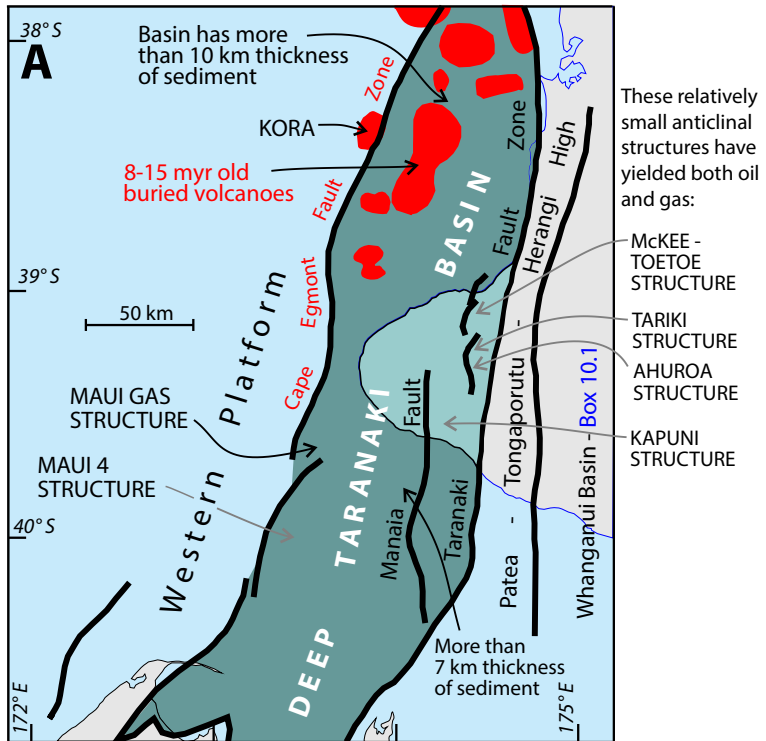 38° S
A
Basin has more
than 10 km thickness
of sediment
KORA
8-15 myr old
buried volcanoes
Cape Egmont Fault Zone
Western Platform
39° S
50 km
MAUI GAS
STRUCTURE
MAUI 4
STRUCTURE
40° S
DEEP TARANAKI BASIN
Manaia Fault
Taranaki Fault Zone
Patea - Tongaporutu - Herangi High
Whanganui Basin - Box 10.1
More than
7 km thickness
of sediment
172° E
175° E
These relatively
small anticlinal
structures have
yielded both oil
and gas:
McKEE -
TOETOE
STRUCTURE
TARIKI
STRUCTURE
AHUROA
STRUCTURE
KAPUNI
STRUCTURE